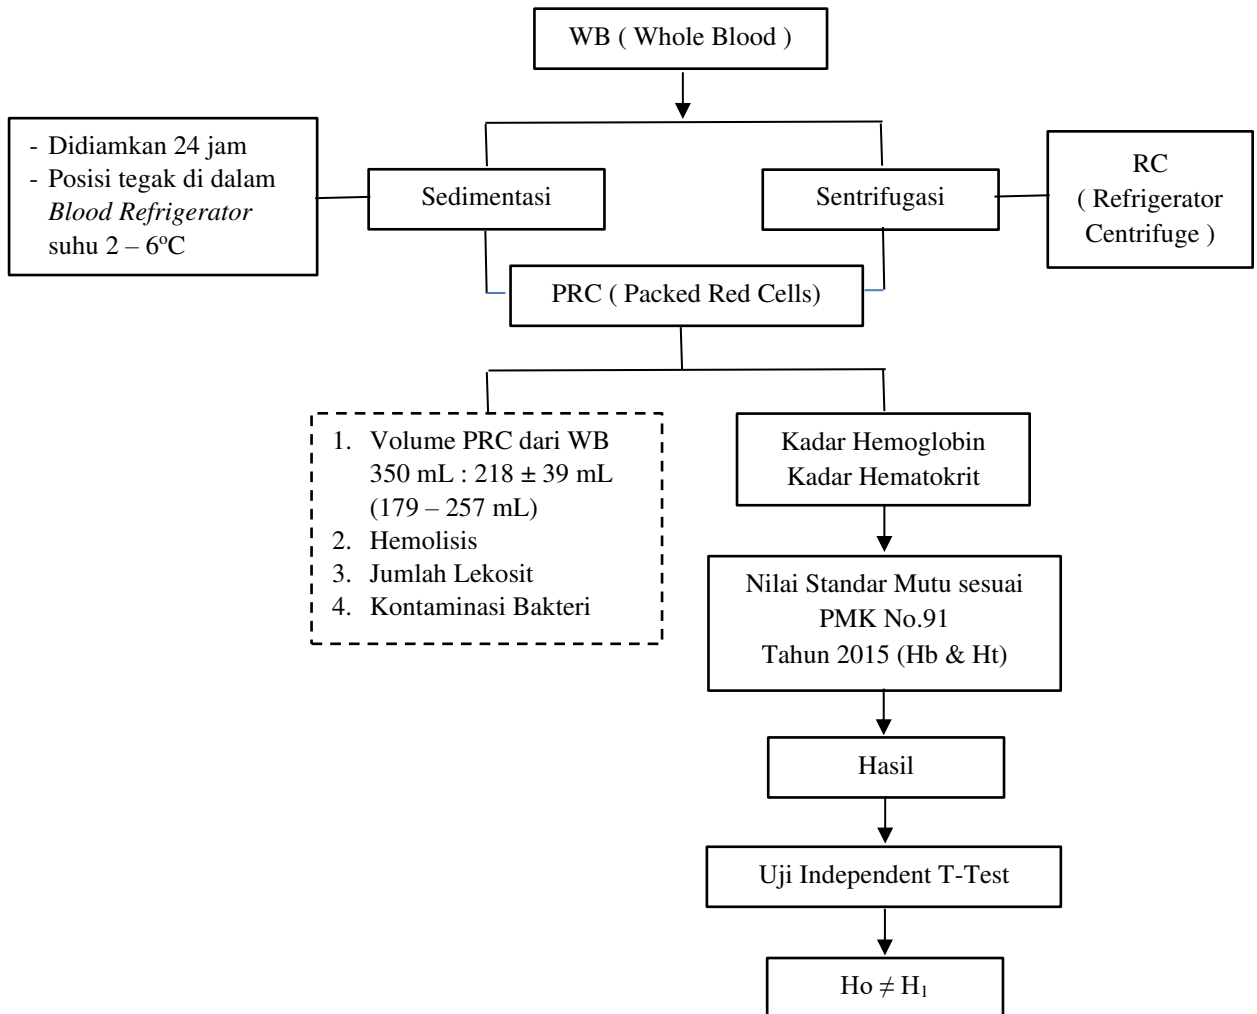 WB ( Whole Blood )
- Didiamkan 24 jam
- Posisi tegak di dalam
Blood Refrigerator
suhu 2 – 6ºC
Sedimentasi
Sentrifugasi
RC
( Refrigerator
Centrifuge )
PRC ( Packed Red Cells)
1. Volume PRC dari WB
350 mL : 218 ± 39 mL
(179 – 257 mL)
2. Hemolisis
3. Jumlah Lekosit
4. Kontaminasi Bakteri
Kadar Hemoglobin
Kadar Hematokrit
Nilai Standar Mutu sesuai
PMK No.91
Tahun 2015 (Hb & Ht)
Hasil
Uji Independent T-Test
Ho ≠ H₁